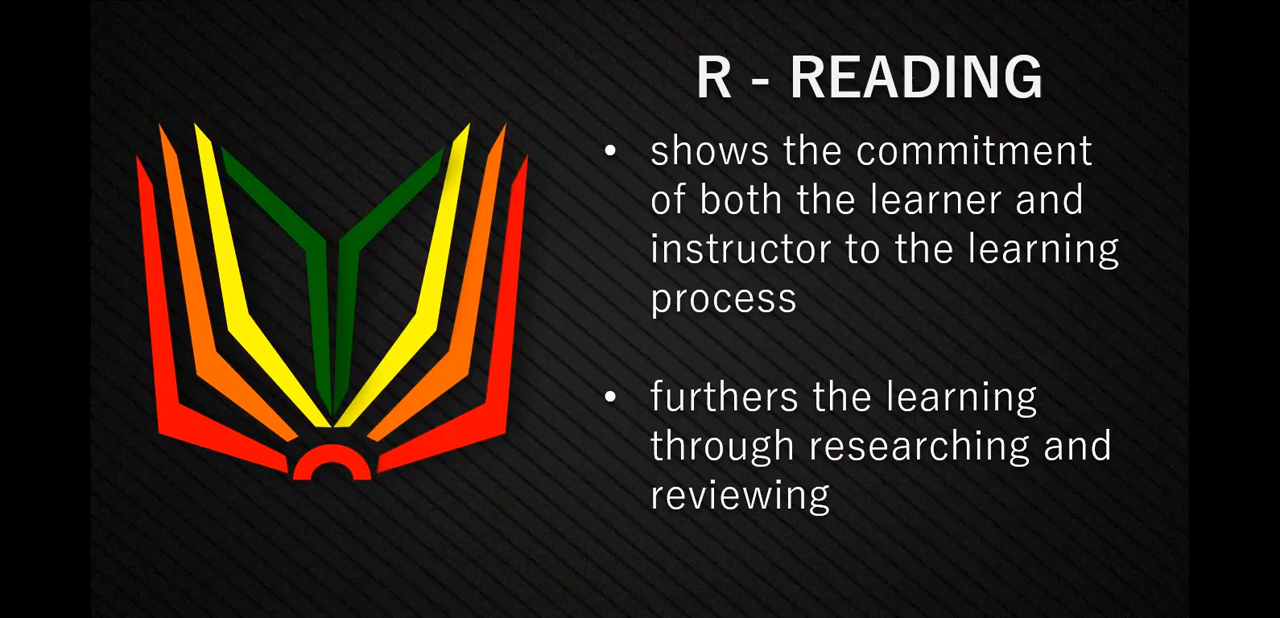 R - READING
• shows the commitment
of both the learner and
instructor to the learning
process
• furthers the learning
through researching and
reviewing